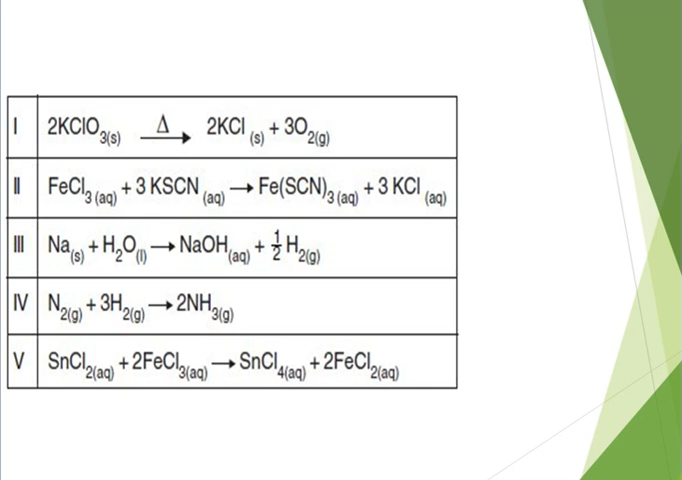 I 2KClO₃₍ₛ₎ Δ→ 2KCl ₍ₛ₎ + 3O₂(g)
II FeCl₃ (aq) + 3 KSCN (aq) → Fe(SCN)₃ (aq) + 3 KCl (aq)
III Na(s) + H₂O(l) → NaOH(aq) + ½ H₂(g)
IV N₂(g) + 3H₂(g) → 2NH₃(g)
V SnCl₂(aq) + 2FeCl₃(aq) → SnCl₄(aq) + 2FeCl₂(aq)